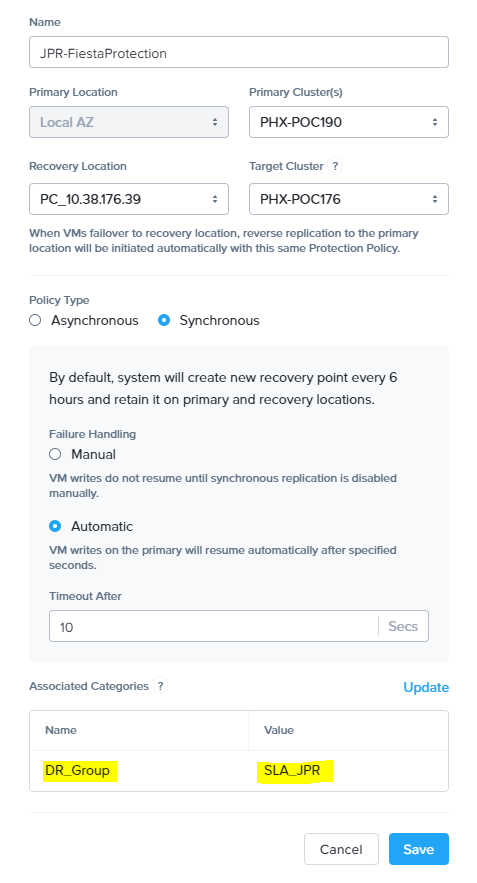 Name
JPR-FiestaProtection
Primary Location
Primary Cluster(s)
Local AZ
PHX-POC190
Recovery Location
Target Cluster ?
PC_10.38.176.39
PHX-POC176
When VMs failover to recovery location, reverse replication to the primary
location will be initiated automatically with this same Protection Policy.
Policy Type
Asynchronous
Synchronous
By default, system will create new recovery point every 6
hours and retain it on primary and recovery locations.
Failure Handling
Manual
VM writes do not resume until synchronous replication is disabled
manually.
Automatic
VM writes on the primary will resume automatically after specified
seconds.
Timeout After
10 Secs
Associated Categories ?
Update
Name Value
DR_Group SLA_JPR
Cancel Save